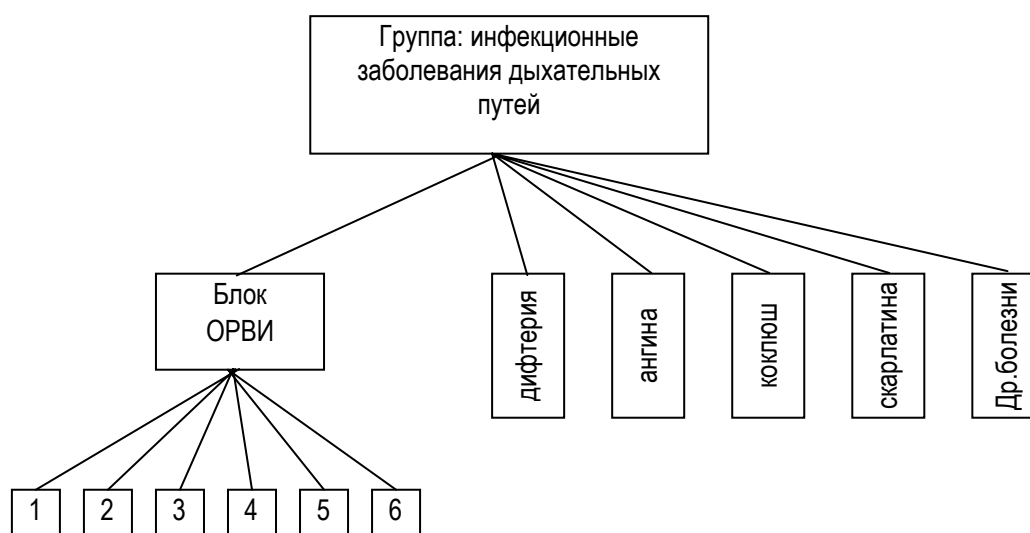 Группа: инфекционные
заболевания дыхательных
путей
Блок
ОРВИ
дифтерия
ангина
коклюш
скарлатина
Др.болезни
1
2
3
4
5
6